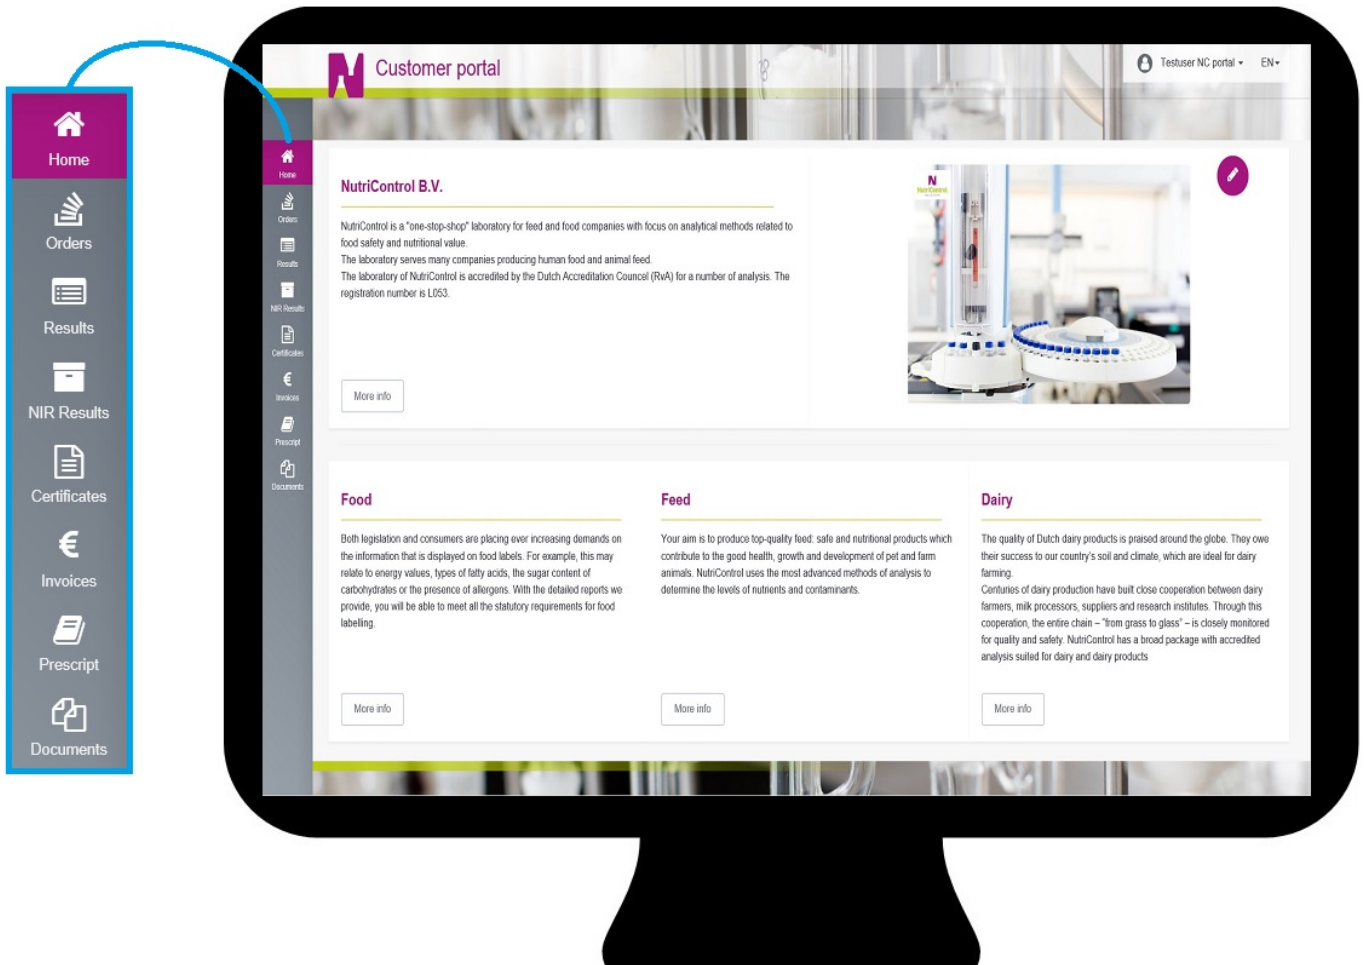 Home
Orders
Results
NIR Results
Certificates
€
Invoices
Prescript
Documents
Customer portal
Testuser NC portal
EN
Home
Orders
Results
NIR Results
Certificates
€
Invoices
Prescript
Documents
NutriControl B.V.
NutriControl is a "one-stop-shop" laboratory for feed and food companies with focus on analytical methods related to
food safety and nutritional value.
The laboratory serves many companies producing human food and animal feed.
The laboratory of NutriControl is accredited by the Dutch Accreditation Councel (RvA) for a number of analysis. The
registration number is L053.
More info
N
NutriControl
Food
Both legislation and consumers are placing ever increasing demands on
the information that is displayed on food labels. For example, this may
relate to energy values, types of fatty acids, the sugar content of
carbohydrates or the presence of allergens. With the detailed reports we
provide, you will be able to meet all the statutory requirements for food
labelling.
More info
Feed
Your aim is to produce top-quality feed: safe and nutritional products which
contribute to the good health, growth and development of pet and farm
animals. NutriControl uses the most advanced methods of analysis to
determine the levels of nutrients and contaminants.
More info
Dairy
The quality of Dutch dairy products is praised around the globe. They owe
their success to our country's soil and climate, which are ideal for dairy
farming.
Centuries of dairy production have built close cooperation between dairy
farmers, milk processors, suppliers and research institutes. Through this
cooperation, the entire chain – "from grass to glass" – is closely monitored
for quality and safety. NutriControl has a broad package with accredited
analysis suited for dairy and dairy products
More info